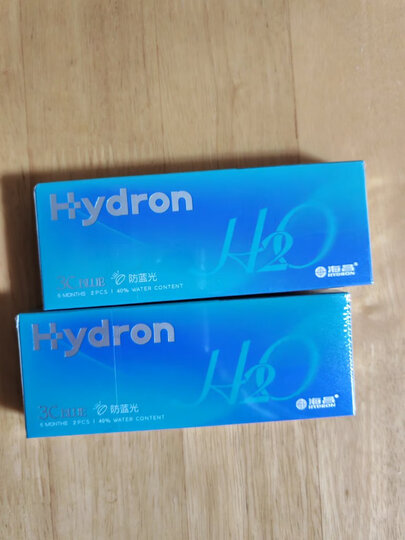 Hydron
H2O
海昌®
HYDRON
3C BLUE 防蓝光
6 MONTHS 2 PCS | 40% WATER CONTENT
Hydron
H2O
海昌®
HYDRON
3C BLUE 防蓝光
6 MONTHS 2 PCS | 40% WATER CONTENT